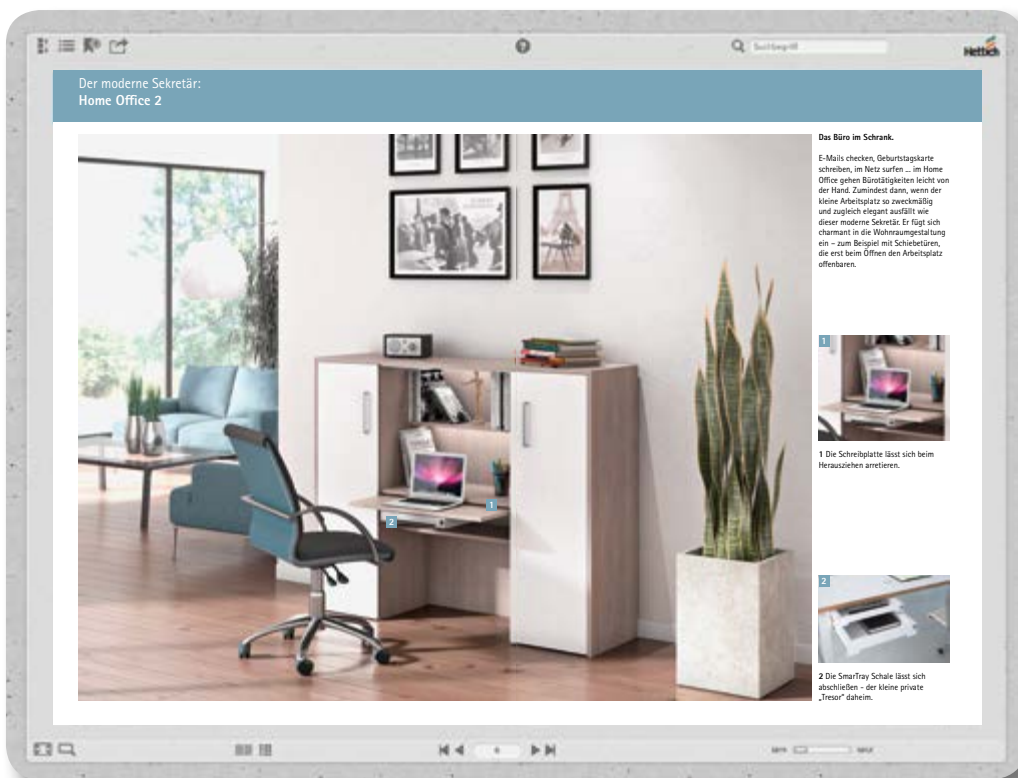 Suchbegriff
Hettich
Der moderne Sekretär:
Home Office 2
Das Büro im Schrank.
E-Mails checken, Geburtstagskarte
schreiben, im Netz surfen ... im Home
Office gehen Bürotätigkeiten leicht von
der Hand. Zumindest dann, wenn der
kleine Arbeitsplatz so zweckmäßig
und zugleich elegant ausfällt wie
dieser moderne Sekretär. Er fügt sich
charmant in die Wohnraumgestaltung
ein – zum Beispiel mit Schiebetüren,
die erst beim Öffnen den Arbeitsplatz
offenbaren.
1
1 Die Schreibplatte lässt sich beim
Herausziehen arretieren.
1
2
2
2 Die SmarTray Schale lässt sich
abschließen – der kleine private
„Tresor“ daheim.